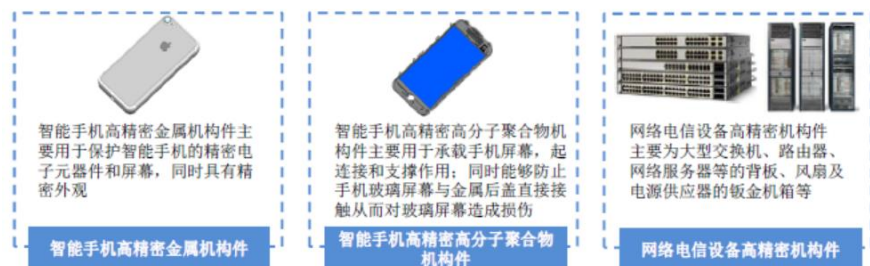 智能手机高精密金属机构件主
要用于保护智能手机的精密电
子元器件和屏幕，同时具有精
密外观
智能手机高精密金属机构件
智能手机高精密高分子聚合物机
构件主要用于承载手机屏幕，起
连接和支撑作用；同时能够防止
手机玻璃屏幕与金属后盖直接接
触从而对玻璃屏幕造成损伤
智能手机高精密高分子聚合物
机构件
网络电信设备高精密机构件
主要为大型交换机、路由器、
网络服务器等的背板、风扇及
电源供应器的钣金机箱等
网络电信设备高精密机构件